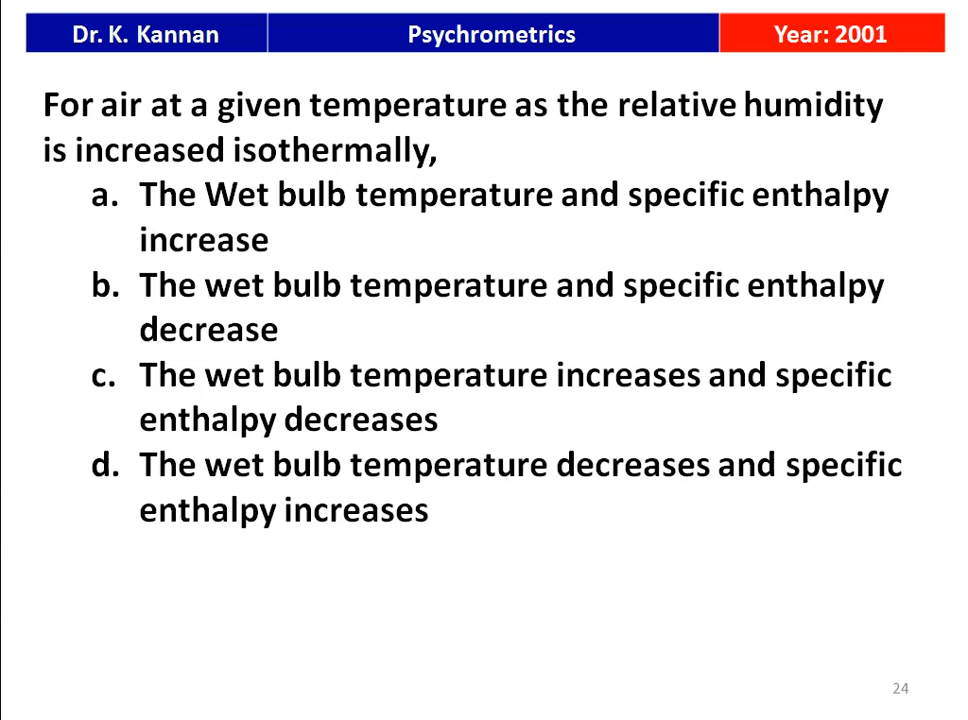 Dr. K. Kannan Psychrometrics Year: 2001
For air at a given temperature as the relative humidity
is increased isothermally,
a. The Wet bulb temperature and specific enthalpy
increase
b. The wet bulb temperature and specific enthalpy
decrease
c. The wet bulb temperature increases and specific
enthalpy decreases
d. The wet bulb temperature decreases and specific
enthalpy increases
24